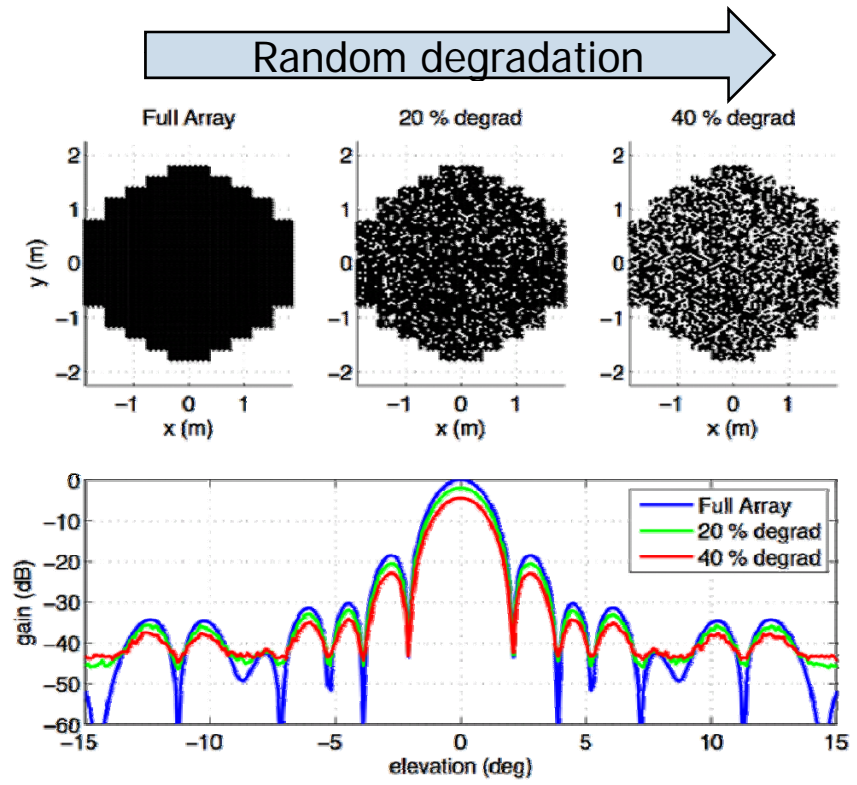 Random degradation
Full Array
20 % degrad
40 % degrad
2
1
0
−1
−2
y (m)
−1 0 1
x (m)
2
1
0
−1
−2
−1 0 1
x (m)
2
1
0
−1
−2
−1 0 1
x (m)
0
−10
−20
−30
−40
−50
−60
gain (dB)
Full Array
20 % degrad
40 % degrad
−15 −10 −5 0 5 10 15
elevation (deg)